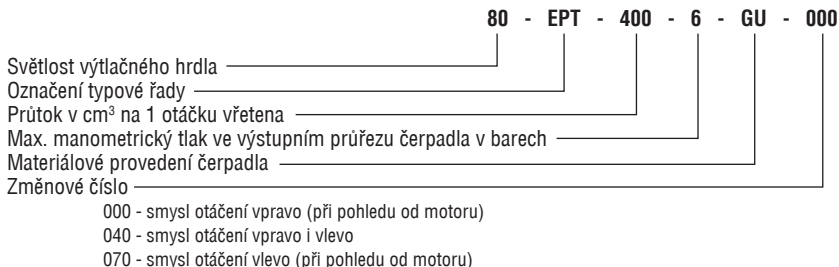 80 - EPT - 400 - 6 - GU - 000
Světlost výtlačného hrdla
Označení typové řady
Průtok v cm³ na 1 otáčku vřetena
Max. manometrický tlak ve výstupním průřezu čerpadla v barech
Materiálové provedení čerpadla
Změnové číslo
000 - smysl otáčení vpravo (při pohledu od motoru)
040 - smysl otáčení vpravo i vlevo
070 - smysl otáčení vlevo (při pohledu od motoru)